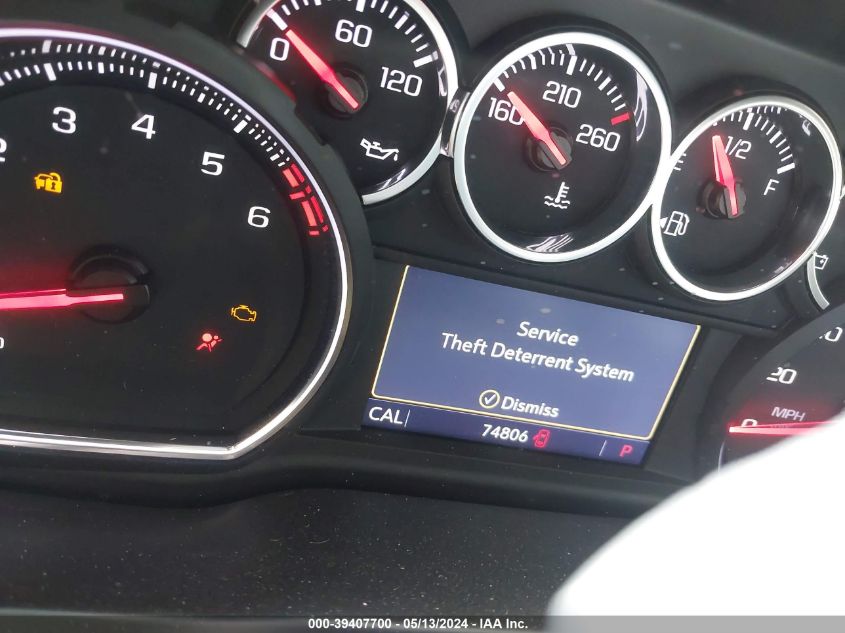 0 60 120
160 210 260
1/2
F
3 4 5 6
Service
Theft Deterrent System
Dismiss
CAL
74806
P
20
MPH
0
000-39407700 - 05/13/2024 - IAA Inc.